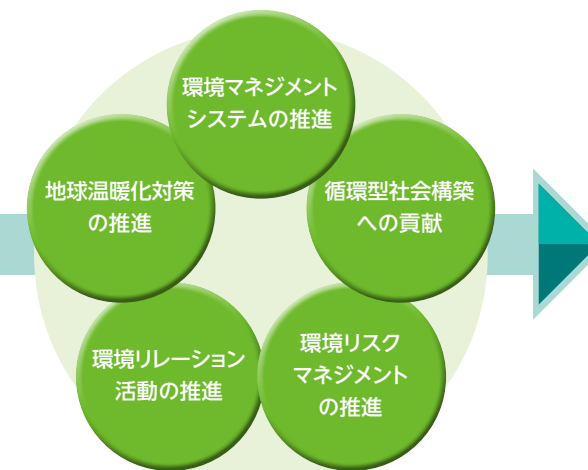 環境マネジメント
システムの推進
地球温暖化対策
の推進
循環型社会構築
への貢献
環境リレーション
活動の推進
環境リスク
マネジメント
の推進